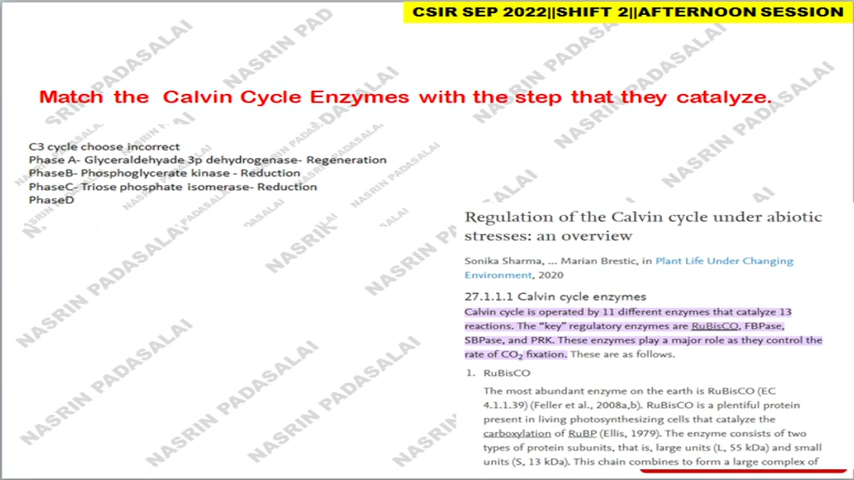 CSIR SEP 2022||SHIFT 2||AFTERNOON SESSION
Match the Calvin Cycle Enzymes with the step that they catalyze.
C3 cycle choose incorrect
Phase A- Glyceraldehyade 3p dehydrogenase- Regeneration
PhaseB- Phosphoglycerate kinase - Reduction
PhaseC- Triose phosphate isomerase- Reduction
PhaseD
Regulation of the Calvin cycle under abiotic
stresses: an overview
Sonika Sharma, ... Marian Brestic, in Plant Life Under Changing
Environment, 2020
27.1.1.1 Calvin cycle enzymes
Calvin cycle is operated by 11 different enzymes that catalyze 13
reactions. The "key" regulatory enzymes are RuBisCO, FBPase,
SBPase, and PRK. These enzymes play a major role as they control the
rate of CO2 fixation. These are as follows.
1. RuBisCO
The most abundant enzyme on the earth is RuBisCO (EC
4.1.1.39) (Feller et al., 2008a,b). RuBisCO is a plentiful protein
present in living photosynthesizing cells that catalyze the
carboxylation of RuBP (Ellis, 1979). The enzyme consists of two
types of protein subunits, that is, large units (L, 55 kDa) and small
units (S, 13 kDa). This chain combines to form a large complex of
NASRIN PADASALAI